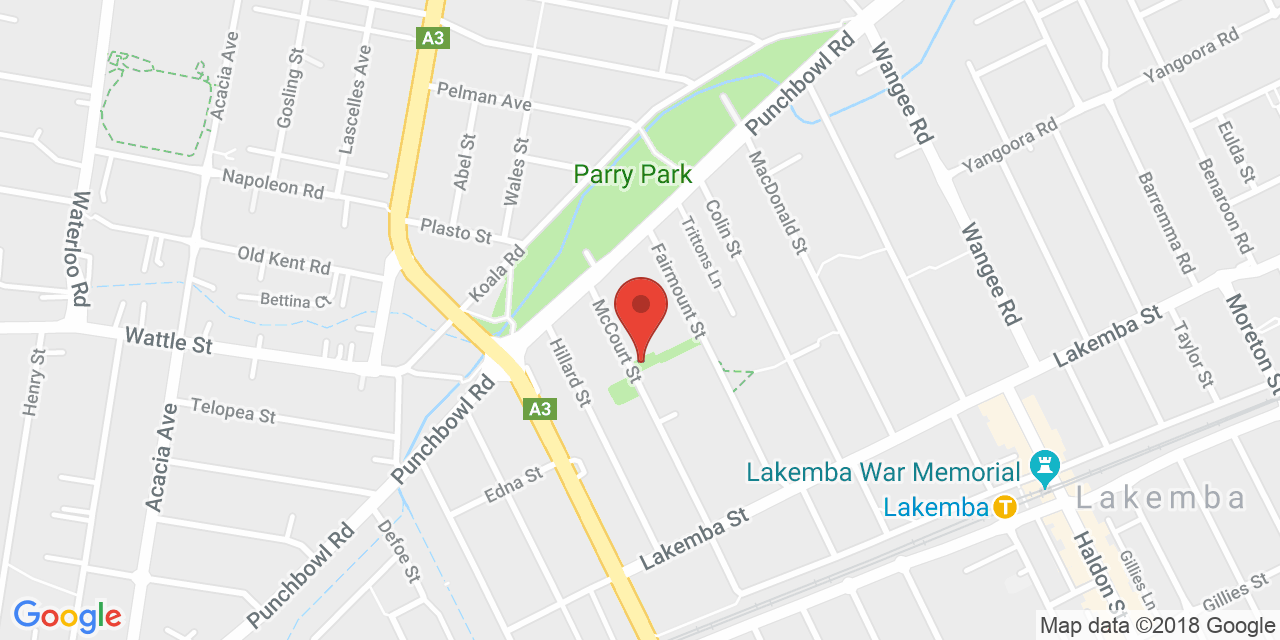 A3
Acacia Ave
Gosling St
Lascelles Ave
Pelman Ave
Abel St
Wales St
Punchbowl Rd
Wangee Rd
Yangoora Rd
Yangoora Rd
Euida St
Benaroon Rd
Barremma Rd
Parry Park
MacDonald St
Colin St
Trittons Ln
Napoleon Rd
Waterloo Rd
Plasto St
Old Kent Rd
Koala Rd
Fairmount St
Wangee Rd
Bettina C
McCourt St
Lakemba St
Moreton St
Taylor St
Wattle St
Henry St
Hillard St
Telopea St
A3
Punchbowl Rd
Acacia Ave
Edna St
Lakemba War Memorial
Lakemba
T
Lakemba
Lakemba St
Defoe St
Punchbowl Rd
Haldon St
Gillies Ln
Gillies St
Google
Map data ©2018 Google